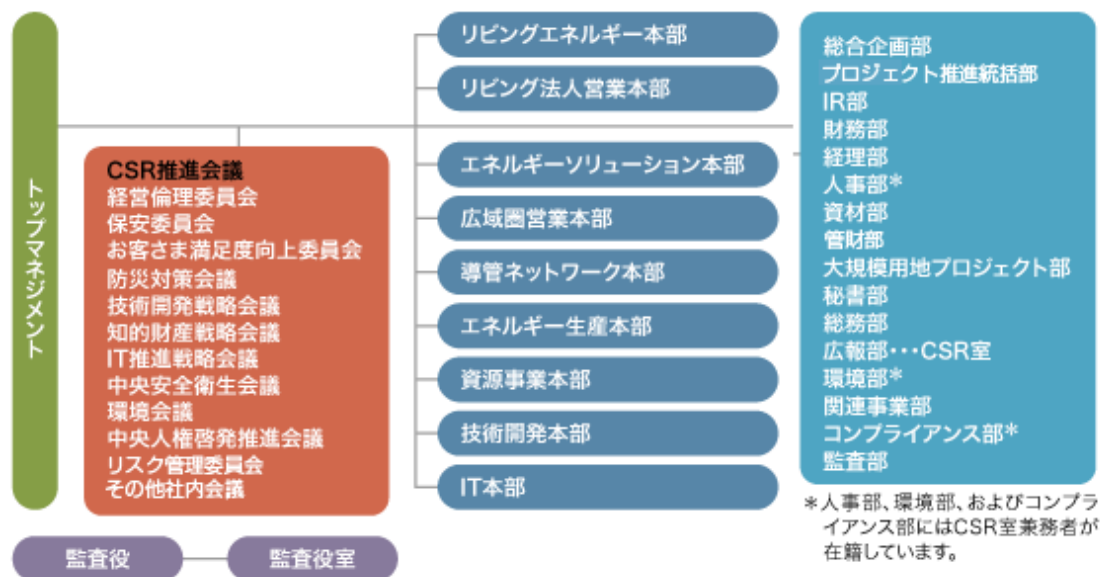 トップマネジメント
CSR推進会議
経営倫理委員会
保安委員会
お客さま満足度向上委員会
防災対策会議
技術開発戦略会議
知的財産戦略会議
IT推進戦略会議
中央安全衛生会議
環境会議
中央人権啓発推進会議
リスク管理委員会
その他社内会議
監査役
監査役室
リビングエネルギー本部
リビング法人営業本部
エネルギーソリューション本部
広域圏営業本部
導管ネットワーク本部
エネルギー生産本部
資源事業本部
技術開発本部
IT本部
総合企画部
プロジェクト推進統括部
IR部
財務部
経理部
人事部*
資材部
管財部
大規模用地プロジェクト部
秘書部
総務部
広報部・・・CSR室
環境部*
関連事業部
コンプライアンス部*
監査部
*人事部、環境部、およびコンプラ
イアンス部にはCSR室兼務者が
在籍しています。